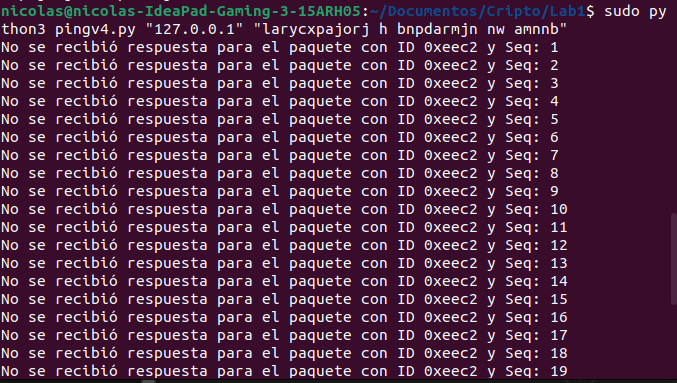 nicolas@nicolas-IdeaPad-Gaming-3-15ARH05:~/Documentos/Cripto/Lab1$ sudo py
thon3 pingv4.py "127.0.0.1" "larycxpajorj h bnpdarmjn nw amnnb"
No se recibió respuesta para el paquete con ID 0xeec2 y Seq: 1
No se recibió respuesta para el paquete con ID 0xeec2 y Seq: 2
No se recibió respuesta para el paquete con ID 0xeec2 y Seq: 3
No se recibió respuesta para el paquete con ID 0xeec2 y Seq: 4
No se recibió respuesta para el paquete con ID 0xeec2 y Seq: 5
No se recibió respuesta para el paquete con ID 0xeec2 y Seq: 6
No se recibió respuesta para el paquete con ID 0xeec2 y Seq: 7
No se recibió respuesta para el paquete con ID 0xeec2 y Seq: 8
No se recibió respuesta para el paquete con ID 0xeec2 y Seq: 9
No se recibió respuesta para el paquete con ID 0xeec2 y Seq: 10
No se recibió respuesta para el paquete con ID 0xeec2 y Seq: 11
No se recibió respuesta para el paquete con ID 0xeec2 y Seq: 12
No se recibió respuesta para el paquete con ID 0xeec2 y Seq: 13
No se recibió respuesta para el paquete con ID 0xeec2 y Seq: 14
No se recibió respuesta para el paquete con ID 0xeec2 y Seq: 15
No se recibió respuesta para el paquete con ID 0xeec2 y Seq: 16
No se recibió respuesta para el paquete con ID 0xeec2 y Seq: 17
No se recibió respuesta para el paquete con ID 0xeec2 y Seq: 18
No se recibió respuesta para el paquete con ID 0xeec2 y Seq: 19